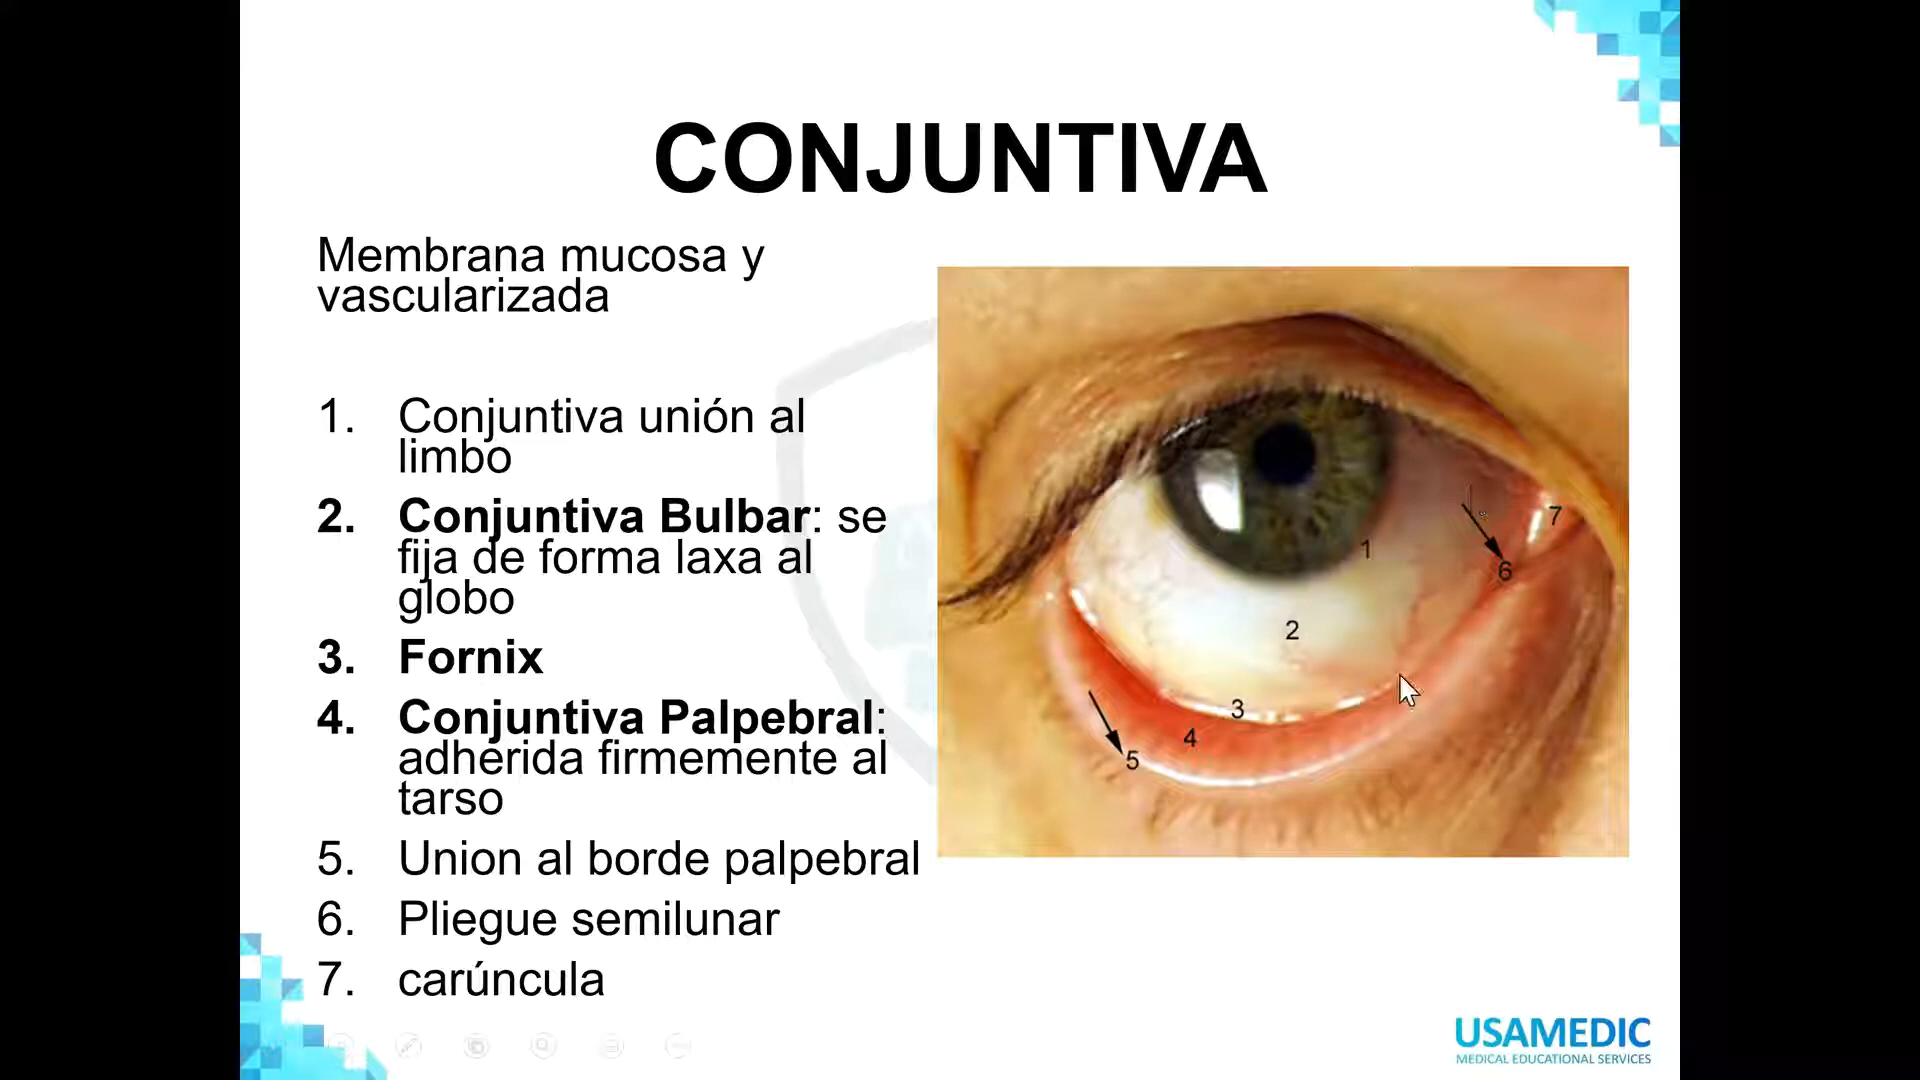 CONJUNTIVA
Membrana mucosa y
vascularizada
1. Conjuntiva unión al
limbo
2. Conjuntiva Bulbar: se
fija de forma laxa al
globo
3. Fornix
4. Conjuntiva Palpebral:
adherida firmemente al
tarso
5. Union al borde palpebral
6. Pliegue semilunar
7. carúncula
1
2
3
4
5
6
7
USAMEDIC
MEDICAL EDUCATIONAL SERVICES